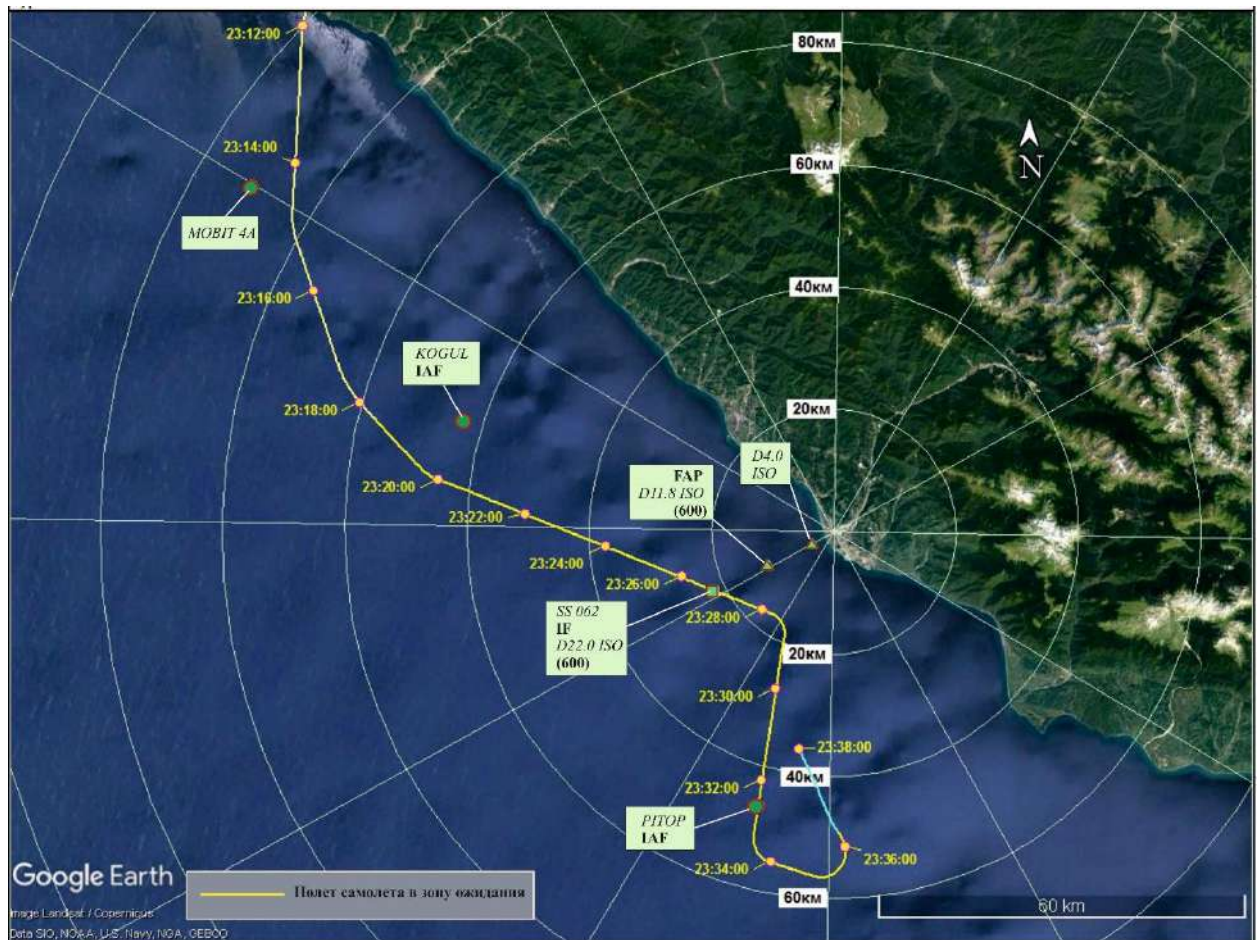 23:12:00
80км
23:14:00
60км
N
MOBIT 4A
23:16:00
40км
KOGUL
IAF
23:18:00
20км
D4.0
ISO
FAP
D11.8 ISO
(600)
23:20:00
23:22:00
23:24:00
23:26:00
SS 062
IF
D22.0 ISO
(600)
23:28:00
20км
23:30:00
23:38:00
40км
23:32:00
PITOP
IAF
23:34:00
23:36:00
60км
Google Earth
Полет самолета в зону ожидания
60 km
Image Landsat / Copernicus
Data SIO, NOAA, U.S. Navy, NGA, GEBCO